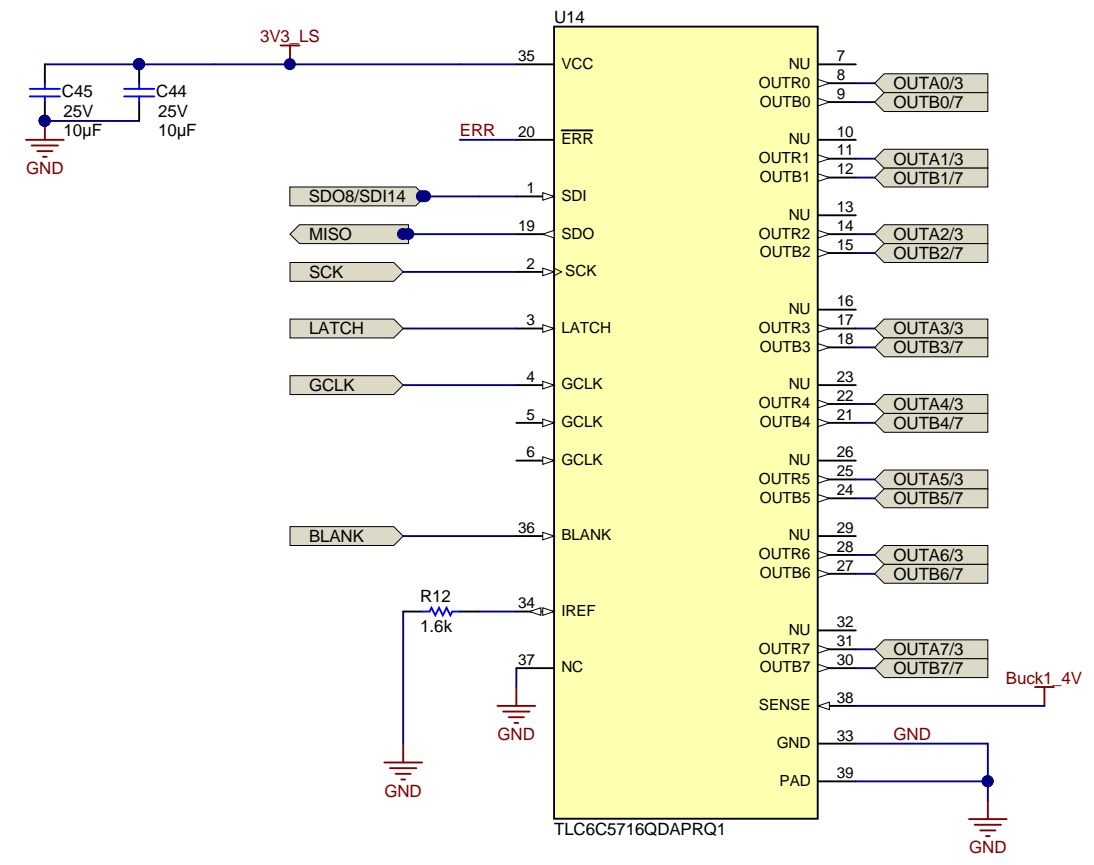 U14
3V3_LS
35
VCC
C45
25V
10µF
C44
25V
10µF
GND
ERR
20
ERR
SDO8/SDI14
1
SDI
MISO
19
SDO
SCK
2
SCK
LATCH
3
LATCH
GCLK
4
GCLK
5
GCLK
6
GCLK
BLANK
36
BLANK
R12
1.6k
34
IREF
37
NC
GND
GND
NU
7
OUTR0
8
OUTA0/3
OUTB0
9
OUTB0/7
NU
10
OUTR1
11
OUTA1/3
OUTB1
12
OUTB1/7
NU
13
OUTR2
14
OUTA2/3
OUTB2
15
OUTB2/7
NU
16
OUTR3
17
OUTA3/3
OUTB3
18
OUTB3/7
NU
23
OUTR4
22
OUTA4/3
OUTB4
21
OUTB4/7
NU
26
OUTR5
25
OUTA5/3
OUTB5
24
OUTB5/7
NU
29
OUTR6
28
OUTA6/3
OUTB6
27
OUTB6/7
NU
32
OUTR7
31
OUTA7/3
OUTB7
30
OUTB7/7
Buck1_4V
SENSE
38
GND
33
GND
PAD
39
GND
TLC6C5716QDAPRQ1